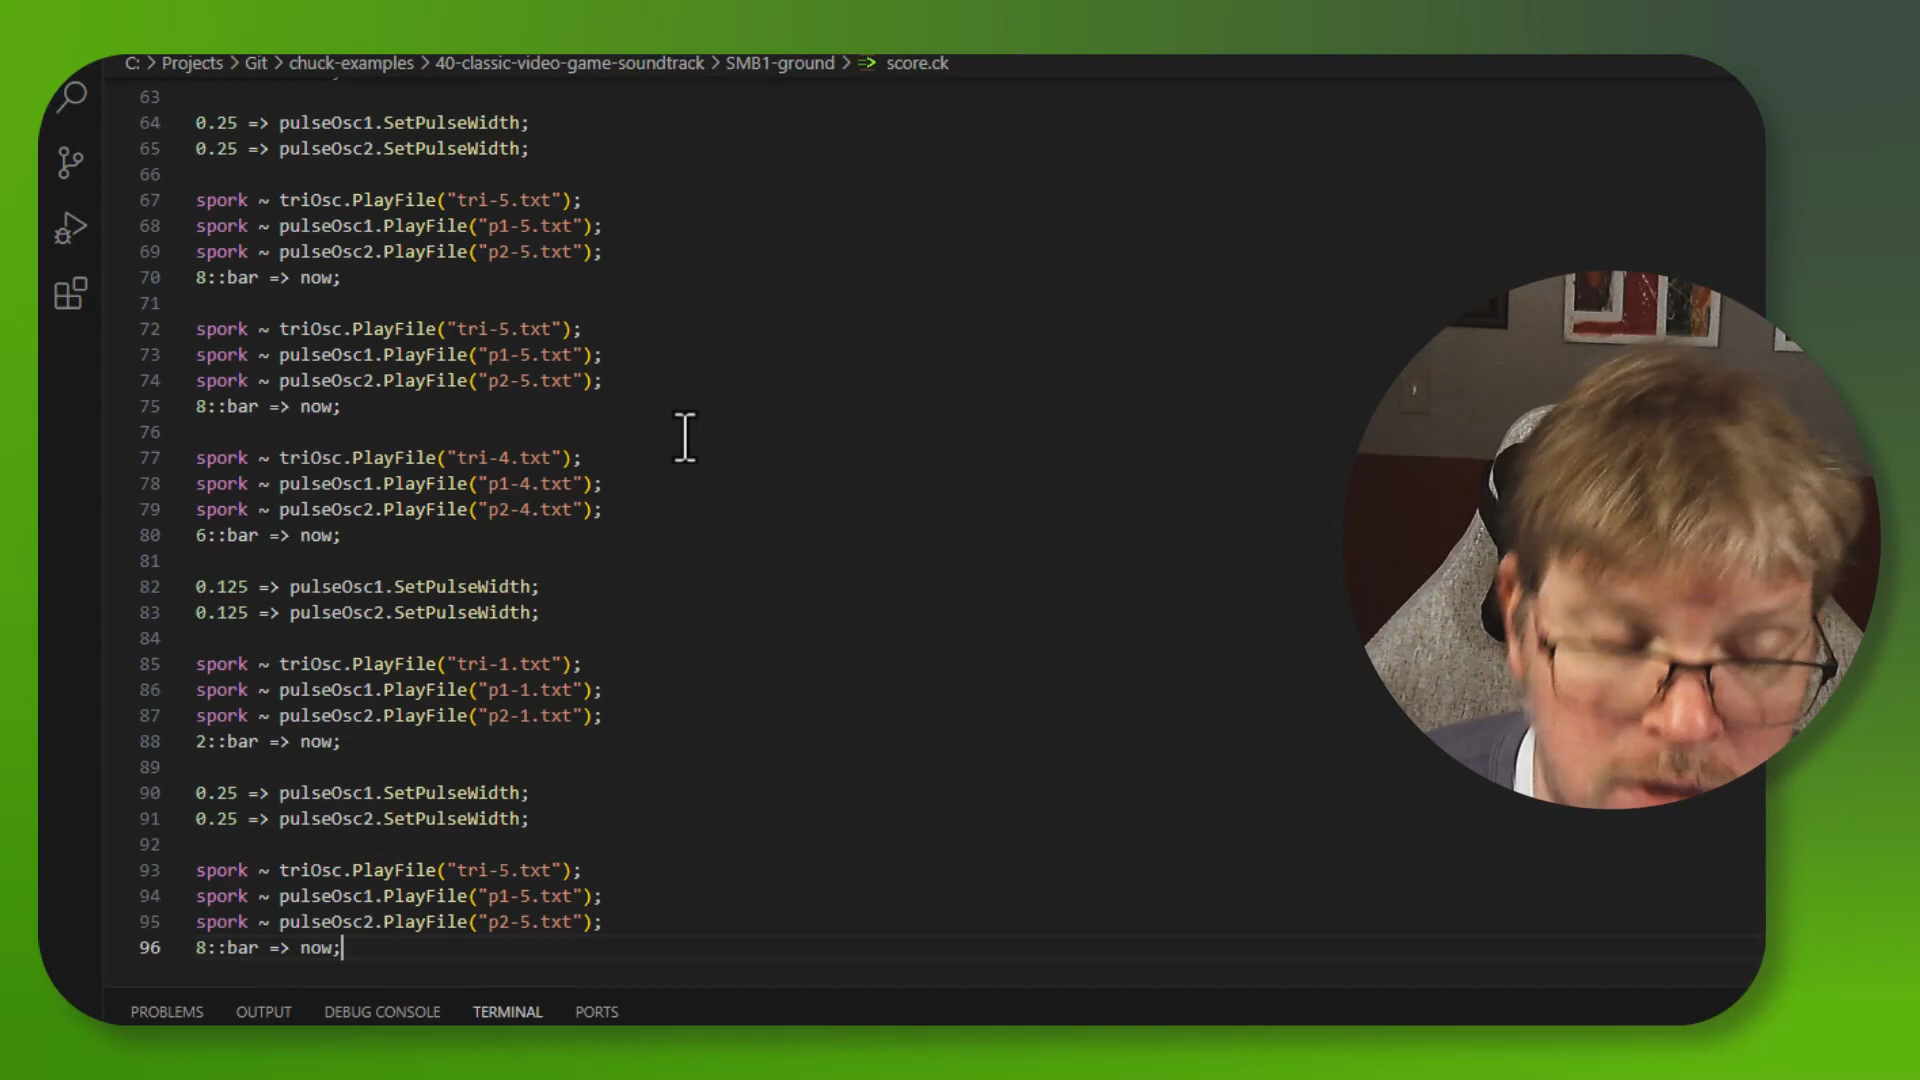 C: > Projects > Git > chuck-examples > 40-classic-video-game-soundtrack > SMB1-ground > score.ck
63
64 0.25 => pulseOsc1.SetPulseWidth;
65 0.25 => pulseOsc2.SetPulseWidth;
66
67 spork ~ triOsc.PlayFile("tri-5.txt");
68 spork ~ pulseOsc1.PlayFile("p1-5.txt");
69 spork ~ pulseOsc2.PlayFile("p2-5.txt");
70 8::bar => now;
71
72 spork ~ triOsc.PlayFile("tri-5.txt");
73 spork ~ pulseOsc1.PlayFile("p1-5.txt");
74 spork ~ pulseOsc2.PlayFile("p2-5.txt");
75 8::bar => now;
76
77 spork ~ triOsc.PlayFile("tri-4.txt");
78 spork ~ pulseOsc1.PlayFile("p1-4.txt");
79 spork ~ pulseOsc2.PlayFile("p2-4.txt");
80 6::bar => now;
81
82 0.125 => pulseOsc1.SetPulseWidth;
83 0.125 => pulseOsc2.SetPulseWidth;
84
85 spork ~ triOsc.PlayFile("tri-1.txt");
86 spork ~ pulseOsc1.PlayFile("p1-1.txt");
87 spork ~ pulseOsc2.PlayFile("p2-1.txt");
88 2::bar => now;
89
90 0.25 => pulseOsc1.SetPulseWidth;
91 0.25 => pulseOsc2.SetPulseWidth;
92
93 spork ~ triOsc.PlayFile("tri-5.txt");
94 spork ~ pulseOsc1.PlayFile("p1-5.txt");
95 spork ~ pulseOsc2.PlayFile("p2-5.txt");
96 8::bar => now;
PROBLEMS OUTPUT DEBUG CONSOLE TERMINAL PORTS